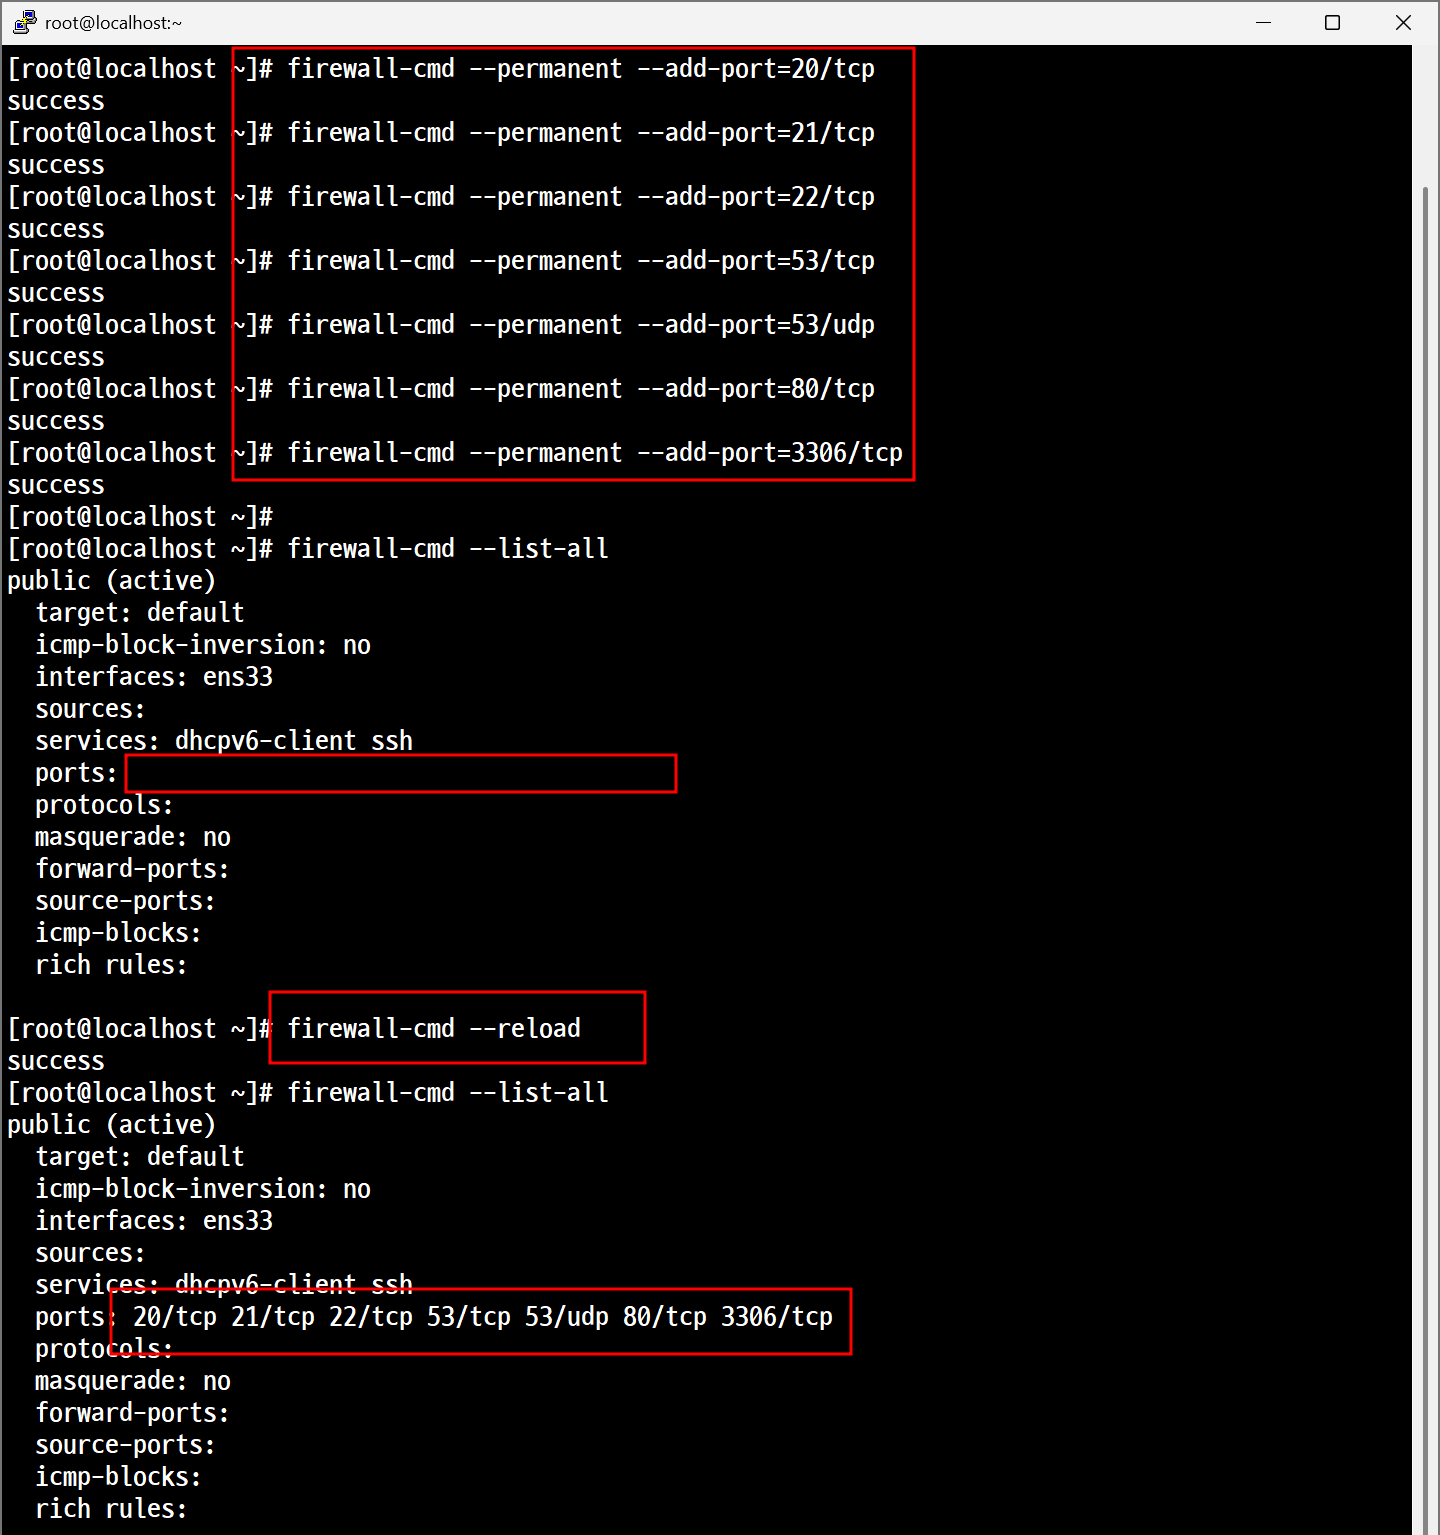 root@localhost:~
[root@localhost ~]# firewall-cmd --permanent --add-port=20/tcp
success
[root@localhost ~]# firewall-cmd --permanent --add-port=21/tcp
success
[root@localhost ~]# firewall-cmd --permanent --add-port=22/tcp
success
[root@localhost ~]# firewall-cmd --permanent --add-port=53/tcp
success
[root@localhost ~]# firewall-cmd --permanent --add-port=53/udp
success
[root@localhost ~]# firewall-cmd --permanent --add-port=80/tcp
success
[root@localhost ~]# firewall-cmd --permanent --add-port=3306/tcp
success
[root@localhost ~]#
[root@localhost ~]# firewall-cmd --list-all
public (active)
  target: default
  icmp-block-inversion: no
  interfaces: ens33
  sources:
  services: dhcpv6-client ssh
  ports:
  protocols:
  masquerade: no
  forward-ports:
  source-ports:
  icmp-blocks:
  rich rules:

[root@localhost ~]# firewall-cmd --reload
success
[root@localhost ~]# firewall-cmd --list-all
public (active)
  target: default
  icmp-block-inversion: no
  interfaces: ens33
  sources:
  services: dhcpv6-client ssh
  ports: 20/tcp 21/tcp 22/tcp 53/tcp 53/udp 80/tcp 3306/tcp
  protocols:
  masquerade: no
  forward-ports:
  source-ports:
  icmp-blocks:
  rich rules: